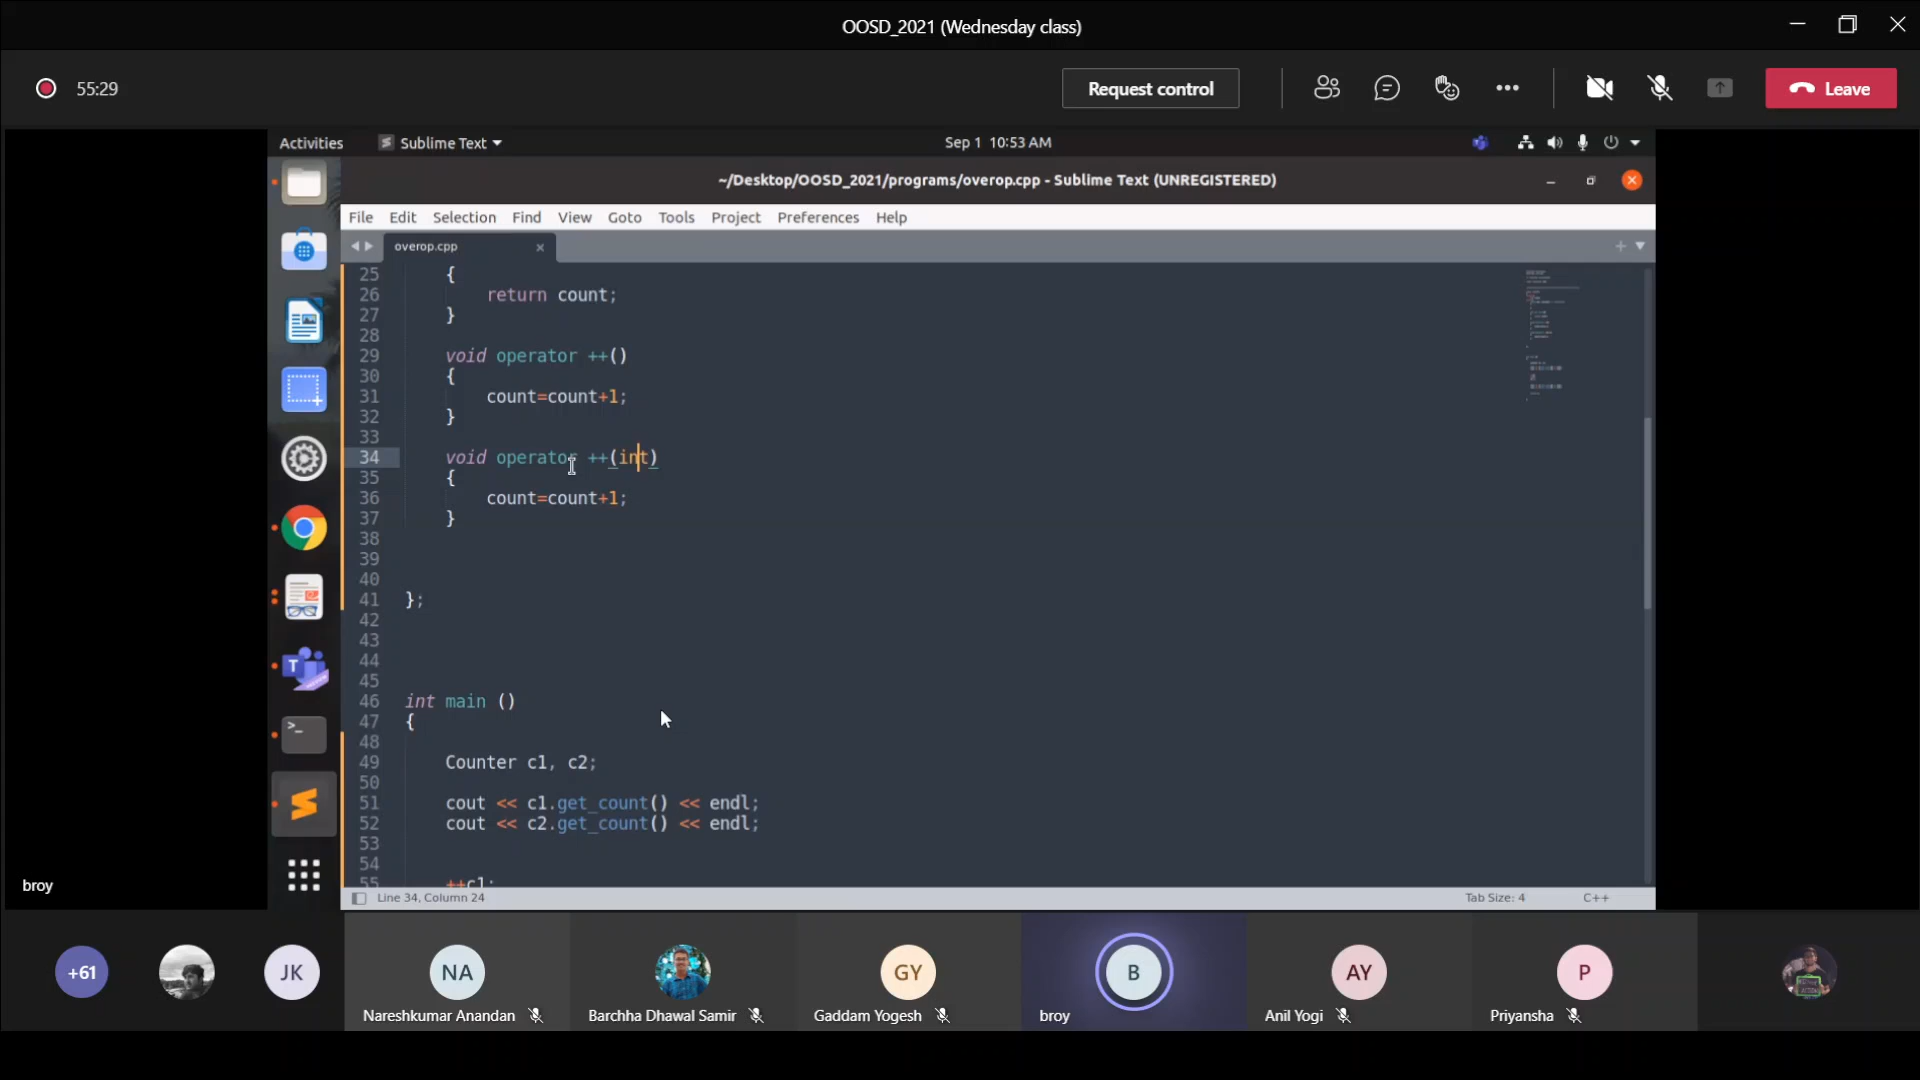 OOSD_2021 (Wednesday class)
55:29
Request control
Leave
Activities
Sublime Text
Sep 1 10:53 AM
~/Desktop/OOSD_2021/programs/overop.cpp - Sublime Text (UNREGISTERED)
File Edit Selection Find View Goto Tools Project Preferences Help
overop.cpp
25 {
26 return count;
27 }
28
29 void operator ++()
30 {
31 count=count+1;
32 }
33
34 void operator ++(int)
35 {
36 count=count+1;
37 }
38
39
40
41 };
42
43
44
45
46 int main ()
47 {
48
49 Counter c1, c2;
50
51 cout << c1.get_count() << endl;
52 cout << c2.get_count() << endl;
53
54
55 ++c1;
Line 34, Column 24
Tab Size: 4
C++
broy
+61
JK
NA
Nareshkumar Anandan
Barchha Dhawal Samir
GY
Gaddam Yogesh
B
broy
AY
Anil Yogi
P
Priyansha